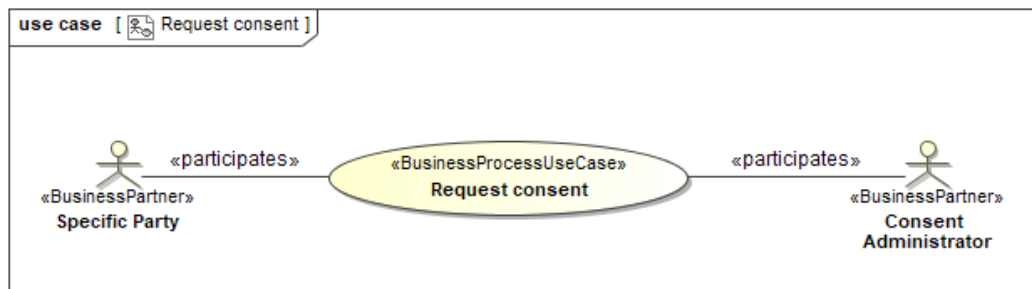 use case [ Request consent ]
«participates»
«BusinessProcessUseCase»
«participates»
Request consent
«BusinessPartner»
«BusinessPartner»
Specific Party
Consent
Administrator